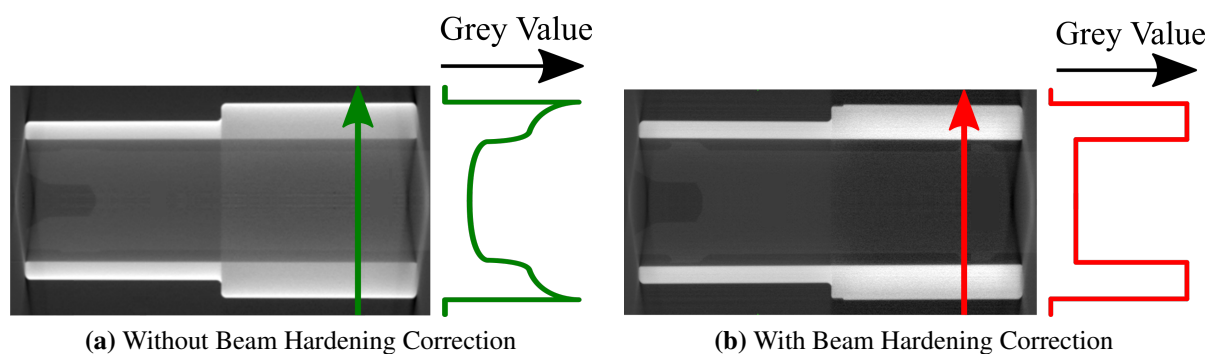 Grey Value
Grey Value
(a) Without Beam Hardening Correction
(b) With Beam Hardening Correction